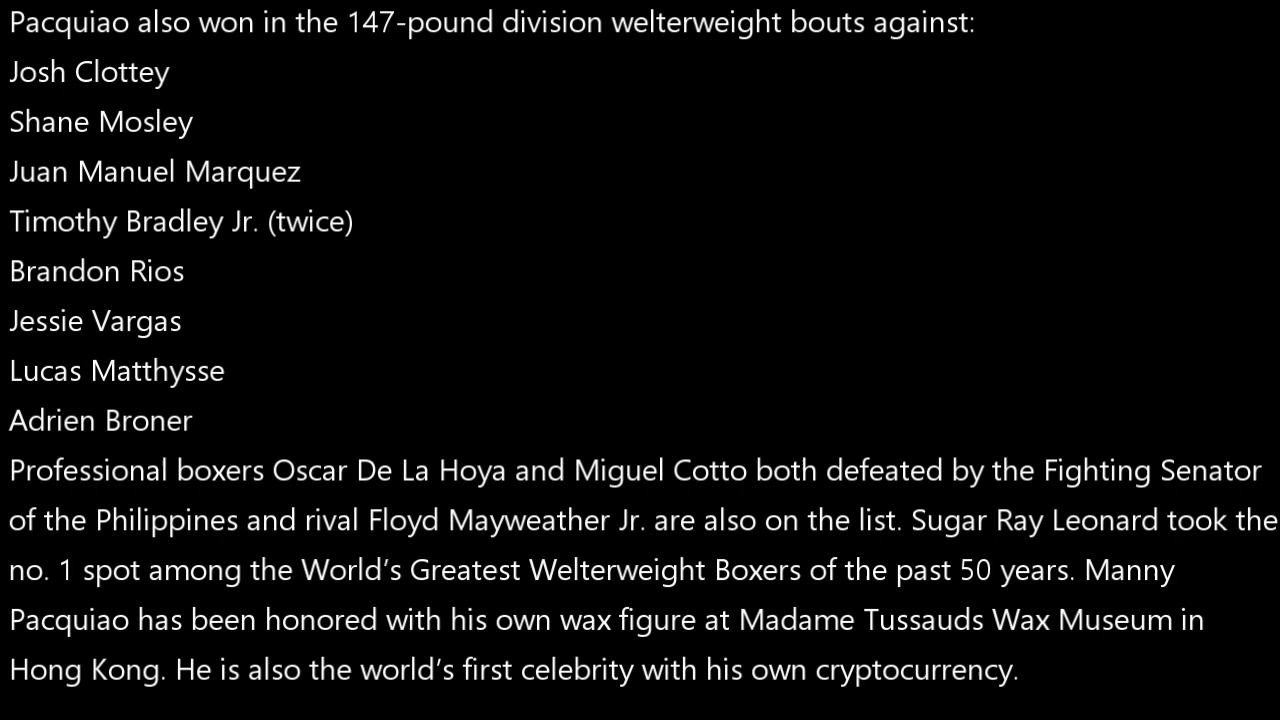 Pacquiao also won in the 147-pound division welterweight bouts against:
Josh Clottey
Shane Mosley
Juan Manuel Marquez
Timothy Bradley Jr. (twice)
Brandon Rios
Jessie Vargas
Lucas Matthysse
Adrien Broner
Professional boxers Oscar De La Hoya and Miguel Cotto both defeated by the Fighting Senator
of the Philippines and rival Floyd Mayweather Jr. are also on the list. Sugar Ray Leonard took the
no. 1 spot among the World’s Greatest Welterweight Boxers of the past 50 years. Manny
Pacquiao has been honored with his own wax figure at Madame Tussauds Wax Museum in
Hong Kong. He is also the world’s first celebrity with his own cryptocurrency.